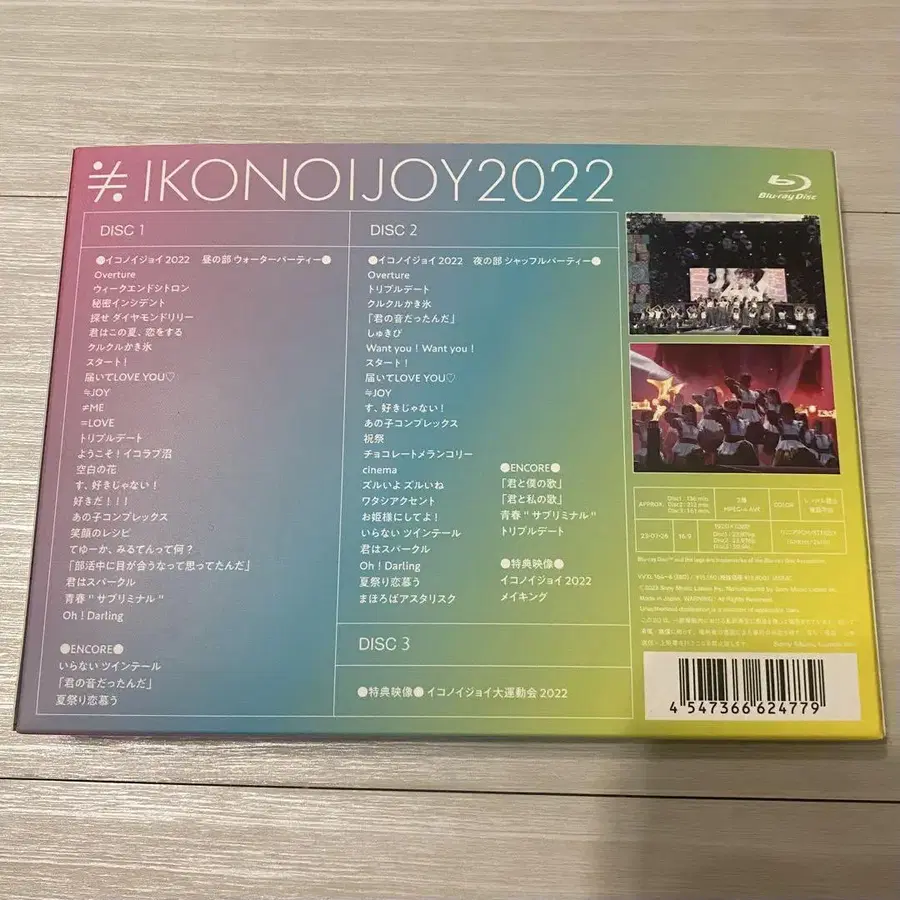 IKONOIJOY2022
Blu-ray Disc
DISC 1
●イコノイジョイ2022 昼の部 ウォーターパーティー●
Overture
ウィークエンドシトロン
秘密インシデント
探せ ダイヤモンドリリー
君はこの夏、恋をする
クルクルかき氷
スタート!
届いてLOVE YOU♡
≒JOY
≠ME
=LOVE
トリプルデート
ようこそ!イコラブ沼
空白の花
す、好きじゃない!
好きだ!!!
あの子コンプレックス
笑顔のレシピ
てゆーか、みるてんって何?
「部活中に目が合うなって思ってたんだ」
君はスパークル
青春"サブリミナル"
Oh!Darling
●ENCORE●
いらない ツインテール
「君の音だったんだ」
夏祭り恋慕う
DISC 2
●イコノイジョイ2022 夜の部 シャッフルパーティー●
Overture
トリプルデート
クルクルかき氷
「君の音だったんだ」
しゅきぴ
Want you!Want you!
スタート!
届いてLOVE YOU♡
≒JOY
す、好きじゃない!
あの子コンプレックス
祝祭
チョコレートメランコリー
cinema
ズルいよ ズルいね
ワタシアクセント
お姫様にしてよ!
いらない ツインテール
君はスパークル
Oh!Darling
夏祭り恋慕う
まほろばアスタリスク
●ENCORE●
「君と僕の歌」
「君と私の歌」
青春"サブリミナル"
トリプルデート
●特典映像●
イコノイジョイ2022
メイキング
DISC 3
●特典映像●イコノイジョイ大運動会2022
APPROX.
MPEG-4 AVC
COLOR
16:9
4 547366 624779